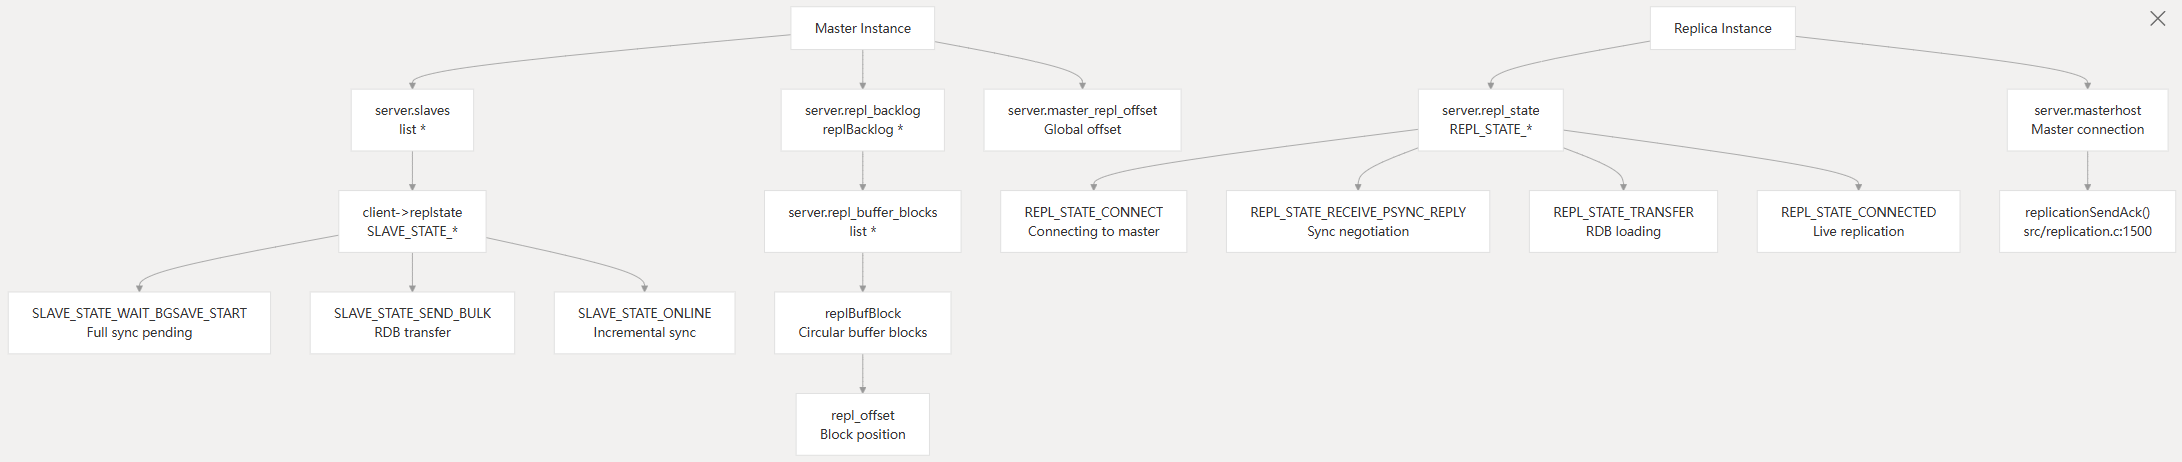 Master Instance
Replica Instance
server.slaves
list *
server.repl_backlog
replBacklog *
server.master_repl_offset
Global offset
server.repl_state
REPL_STATE_*
server.masterhost
Master connection
client->replstate
SLAVE_STATE_*
server.repl_buffer_blocks
list *
REPL_STATE_CONNECT
Connecting to master
REPL_STATE_RECEIVE_PSYNC_REPLY
Sync negotiation
REPL_STATE_TRANSFER
RDB loading
REPL_STATE_CONNECTED
Live replication
replicationSendAck()
src/replication.c:1500
SLAVE_STATE_WAIT_BGSAVE_START
Full sync pending
SLAVE_STATE_SEND_BULK
RDB transfer
SLAVE_STATE_ONLINE
Incremental sync
replBufBlock
Circular buffer blocks
repl_offset
Block position